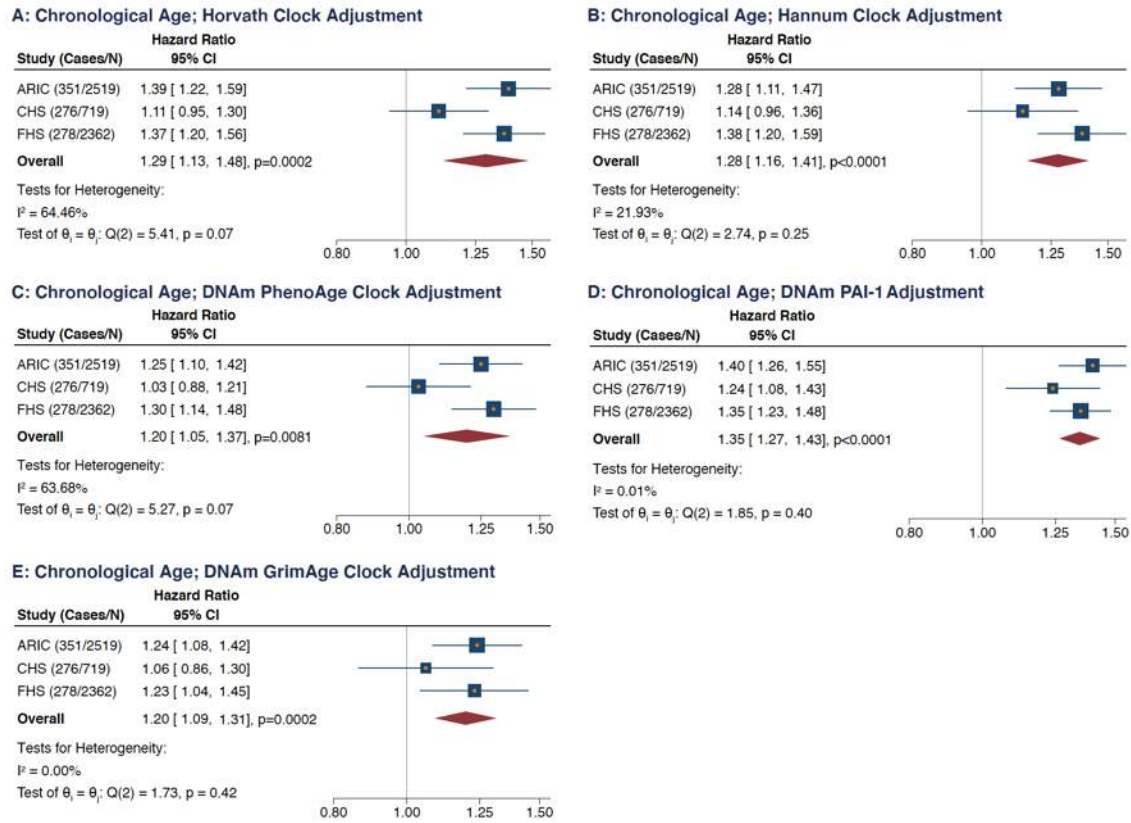 A: Chronological Age; Horvath Clock Adjustment
Hazard Ratio
Study (Cases/N) 95% CI
ARIC (351/2519) 1.39 [ 1.22, 1.59]
CHS (276/719) 1.11 [ 0.95, 1.30]
FHS (278/2362) 1.37 [ 1.20, 1.56]
Overall 1.29 [ 1.13, 1.48], p=0.0002
Tests for Heterogeneity:
I² = 64.46%
Test of θᵢ = θⱼ: Q(2) = 5.41, p = 0.07
0.80 1.00 1.25 1.50
B: Chronological Age; Hannum Clock Adjustment
Hazard Ratio
Study (Cases/N) 95% CI
ARIC (351/2519) 1.28 [ 1.11, 1.47]
CHS (276/719) 1.14 [ 0.96, 1.36]
FHS (278/2362) 1.38 [ 1.20, 1.59]
Overall 1.28 [ 1.16, 1.41], p<0.0001
Tests for Heterogeneity:
I² = 21.93%
Test of θᵢ = θⱼ: Q(2) = 2.74, p = 0.25
0.80 1.00 1.25 1.50
C: Chronological Age; DNAm PhenoAge Clock Adjustment
Hazard Ratio
Study (Cases/N) 95% CI
ARIC (351/2519) 1.25 [ 1.10, 1.42]
CHS (276/719) 1.03 [ 0.88, 1.21]
FHS (278/2362) 1.30 [ 1.14, 1.48]
Overall 1.20 [ 1.05, 1.37], p=0.0081
Tests for Heterogeneity:
I² = 63.68%
Test of θᵢ = θⱼ: Q(2) = 5.27, p = 0.07
0.80 1.00 1.25 1.50
D: Chronological Age; DNAm PAI-1 Adjustment
Hazard Ratio
Study (Cases/N) 95% CI
ARIC (351/2519) 1.40 [ 1.26, 1.55]
CHS (276/719) 1.24 [ 1.08, 1.43]
FHS (278/2362) 1.35 [ 1.23, 1.48]
Overall 1.35 [ 1.27, 1.43], p<0.0001
Tests for Heterogeneity:
I² = 0.01%
Test of θᵢ = θⱼ: Q(2) = 1.85, p = 0.40
0.80 1.00 1.25 1.50
E: Chronological Age; DNAm GrimAge Clock Adjustment
Hazard Ratio
Study (Cases/N) 95% CI
ARIC (351/2519) 1.24 [ 1.08, 1.42]
CHS (276/719) 1.06 [ 0.86, 1.30]
FHS (278/2362) 1.23 [ 1.04, 1.45]
Overall 1.20 [ 1.09, 1.31], p=0.0002
Tests for Heterogeneity:
I² = 0.00%
Test of θᵢ = θⱼ: Q(2) = 1.73, p = 0.42
0.80 1.00 1.25 1.50